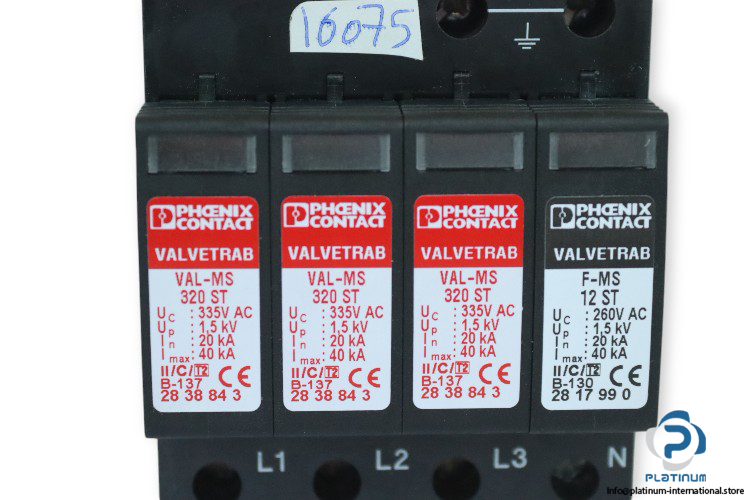 16075
PHOENIX
CONTACT
VALVETRAB
VAL-MS
320 ST
UC : 335V AC
Up : 1,5 kV
In : 20 kA
Imax: 40 kA
II/C/T2
B-137 CE
28 38 84 3
PHOENIX
CONTACT
VALVETRAB
VAL-MS
320 ST
UC : 335V AC
Up : 1,5 kV
In : 20 kA
Imax: 40 kA
II/C/T2
B-137 CE
28 38 84 3
PHOENIX
CONTACT
VALVETRAB
VAL-MS
320 ST
UC : 335V AC
Up : 1,5 kV
In : 20 kA
Imax: 40 kA
II/C/T2
B-137 CE
28 38 84 3
PHOENIX
CONTACT
VALVETRAB
F-MS
12 ST
UC : 260V AC
Up : 1,5 kV
In : 20 kA
Imax: 40 kA
II/C/T2
B-130 CE
28 17 99 0
L1 L2 L3 N
PLATINUM
info@platinum-international.store